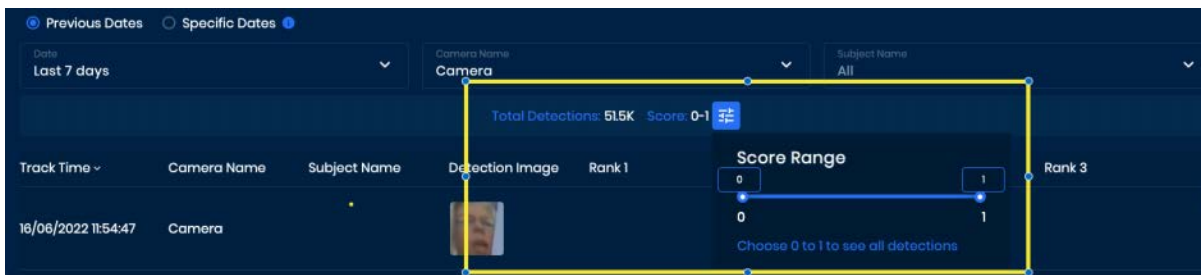 Previous Dates Specific Dates
Date Camera Name Subject Name
Last 7 days Camera All
Total Detections: 51.5K Score: 0-1
Track Time Camera Name Subject Name Detection Image Rank 1 Score Range Rank 3
0 1
0 1
16/06/2022 11:54:47 Camera
Choose 0 to 1 to see all detections